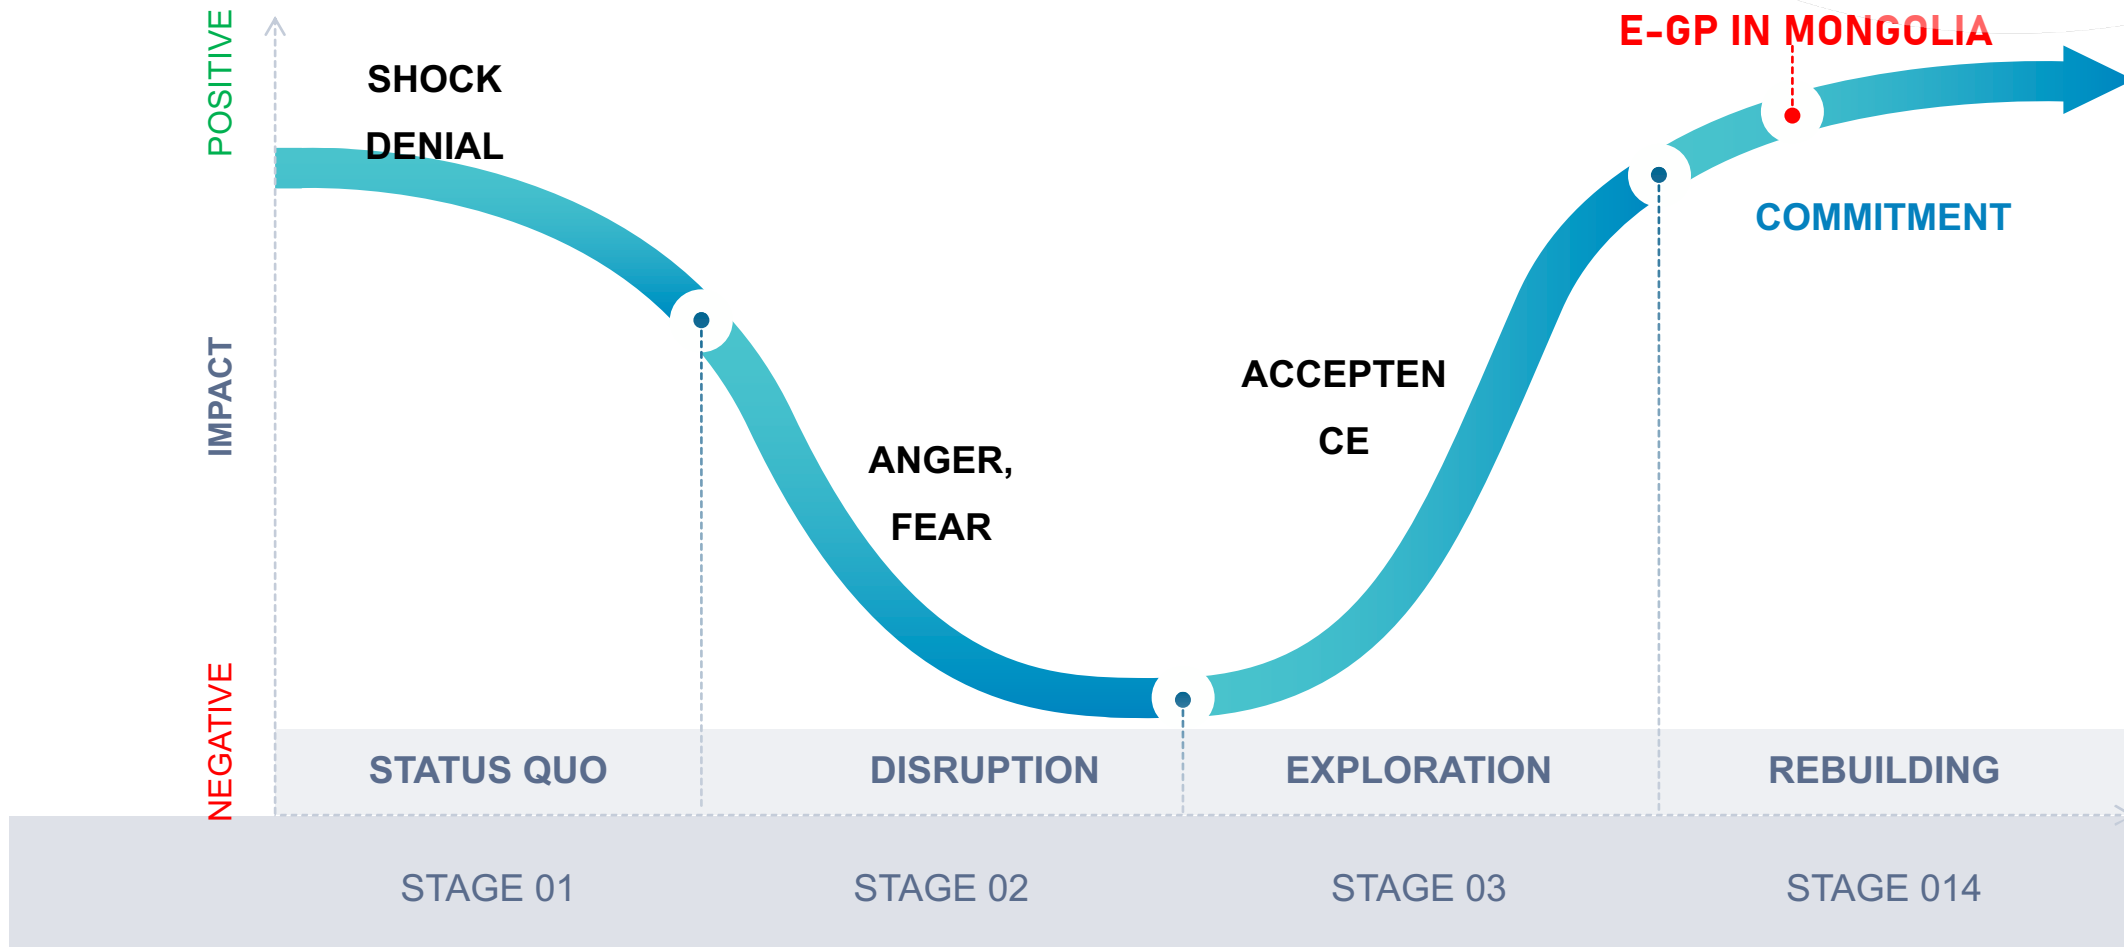 E-GP IN MONGOLIA
POSITIVE
SHOCK
DENIAL
COMMITMENT
IMPACT
ACCEPTEN
CE
ANGER,
FEAR
NEGATIVE
STATUS QUO
DISRUPTION
EXPLORATION
REBUILDING
STAGE 01
STAGE 02
STAGE 03
STAGE 014